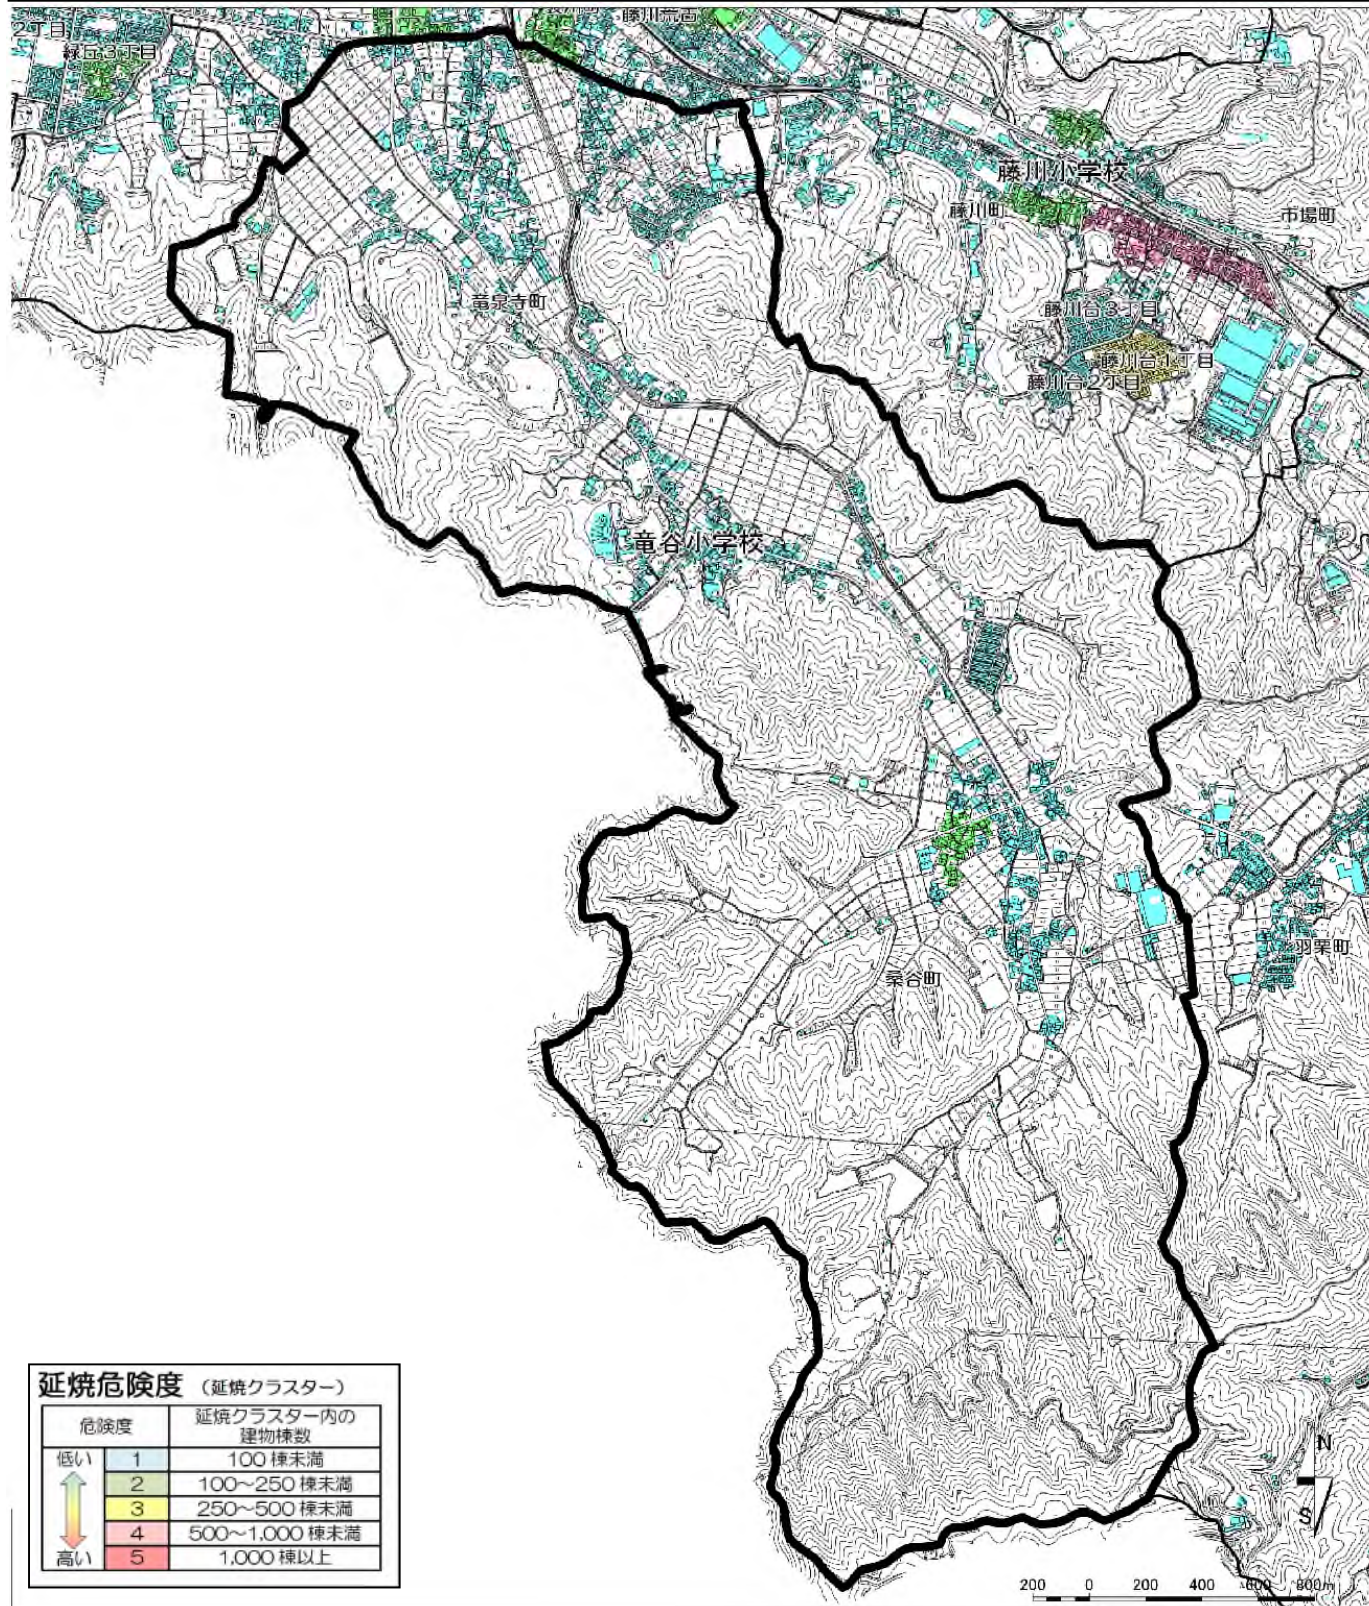 藤川荒古
2丁目
緑丘3丁目
藤川小学校
藤川町
市場町
竜泉寺町
藤川台3丁目
藤川台1丁目
藤川台2丁目
竜谷小学校
羽栗町
桑谷町
延焼危険度 (延焼クラスター)
危険度 延焼クラスター内の
建物棟数
低い 1 100棟未満
2 100～250棟未満
3 250～500棟未満
4 500～1,000棟未満
高い 5 1,000棟以上
N
S
200 0 200 400 600 800m